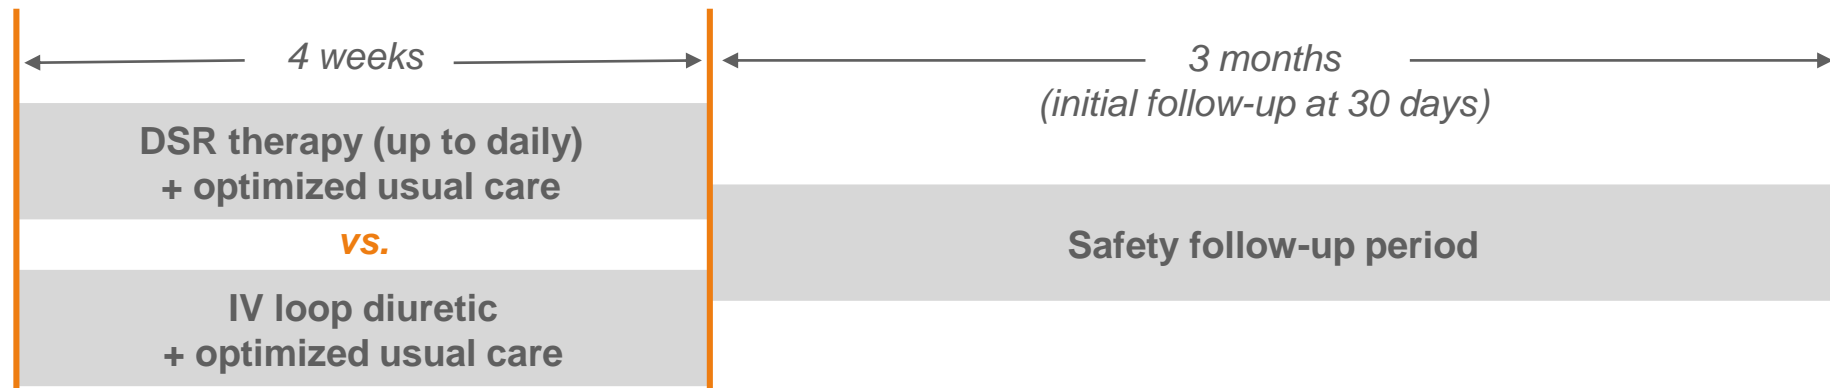 4 weeks
DSR therapy (up to daily)
+ optimized usual care
vs.
IV loop diuretic
+ optimized usual care
3 months
(initial follow-up at 30 days)
Safety follow-up period